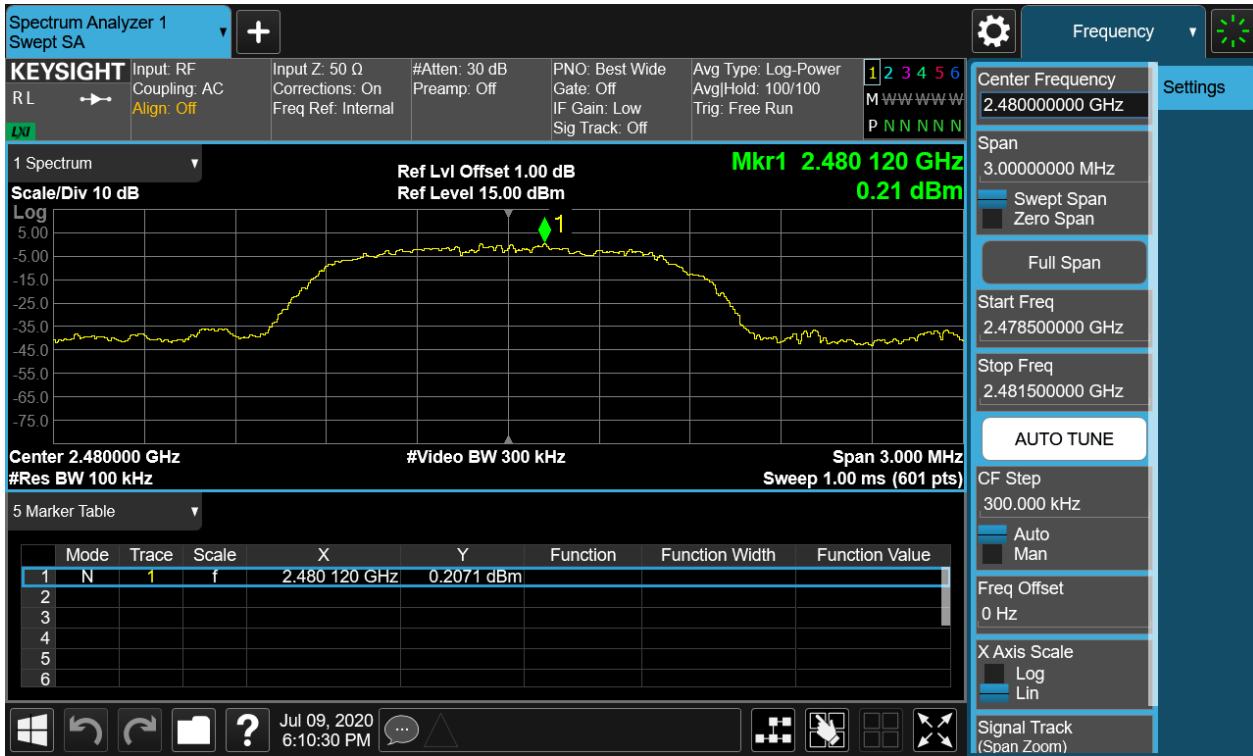 Spectrum Analyzer 1
Swept SA
Frequency
KEYSIGHT
R L
LXI
Input: RF
Coupling: AC
Align: Off
Input Z: 50 Ω
Corrections: On
Freq Ref: Internal
#Atten: 30 dB
Preamp: Off
PNO: Best Wide
Gate: Off
IF Gain: Low
Sig Track: Off
Avg Type: Log-Power
Avg|Hold: 100/100
Trig: Free Run
1 2 3 4 5 6
M W W W W W
P N N N N N
1 Spectrum
Scale/Div 10 dB
Ref Lvl Offset 1.00 dB
Ref Level 15.00 dBm
Mkr1 2.480 120 GHz
0.21 dBm
Log
1
5.00
-5.00
-15.0
-25.0
-35.0
-45.0
-55.0
-65.0
-75.0
Center 2.480000 GHz
#Res BW 100 kHz
#Video BW 300 kHz
Span 3.000 MHz
Sweep 1.00 ms (601 pts)
5 Marker Table
Mode Trace Scale X Y Function Function Width Function Value
1 N 1 f 2.480 120 GHz 0.2071 dBm
2
3
4
5
6
Jul 09, 2020
6:10:30 PM
Center Frequency
2.480000000 GHz
Settings
Span
3.00000000 MHz
Swept Span
Zero Span
Full Span
Start Freq
2.478500000 GHz
Stop Freq
2.481500000 GHz
AUTO TUNE
CF Step
300.000 kHz
Auto
Man
Freq Offset
0 Hz
X Axis Scale
Log
Lin
Signal Track
(Span Zoom)